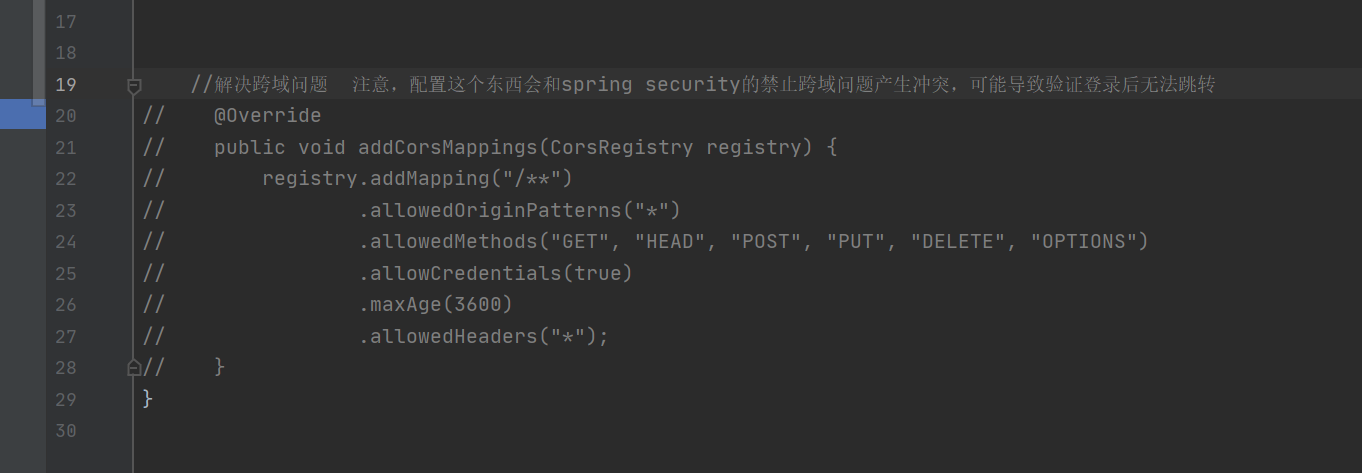 17
18
19 //解决跨域问题  注意，配置这个东西会和spring security的禁止跨域问题产生冲突，可能导致验证登录后无法跳转
20 //    @Override
21 //    public void addCorsMappings(CorsRegistry registry) {
22 //        registry.addMapping("/**")
23 //                .allowedOriginPatterns("*")
24 //                .allowedMethods("GET", "HEAD", "POST", "PUT", "DELETE", "OPTIONS")
25 //                .allowCredentials(true)
26 //                .maxAge(3600)
27 //                .allowedHeaders("*");
28 //    }
29 }
30